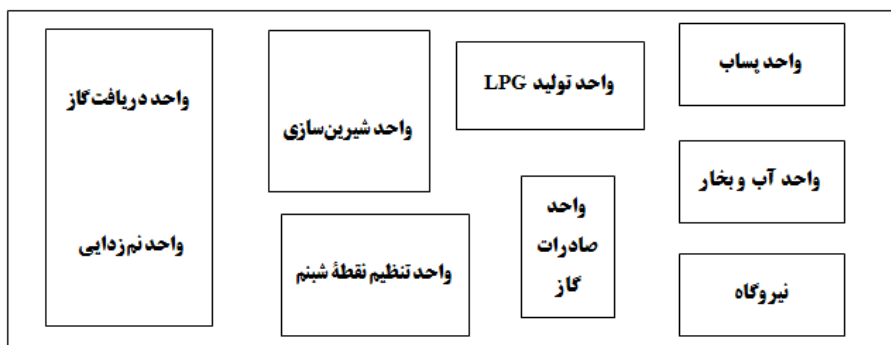 واحد پساب
واحد تولید LPG
واحد دریافت‌گاز
واحد شیرین‌سازی
واحد آب و بخار
واحد
صادرات
گاز
واحد نم‌زدایی
واحد تنظیم نقطهٔ شبنم
نیروگاه